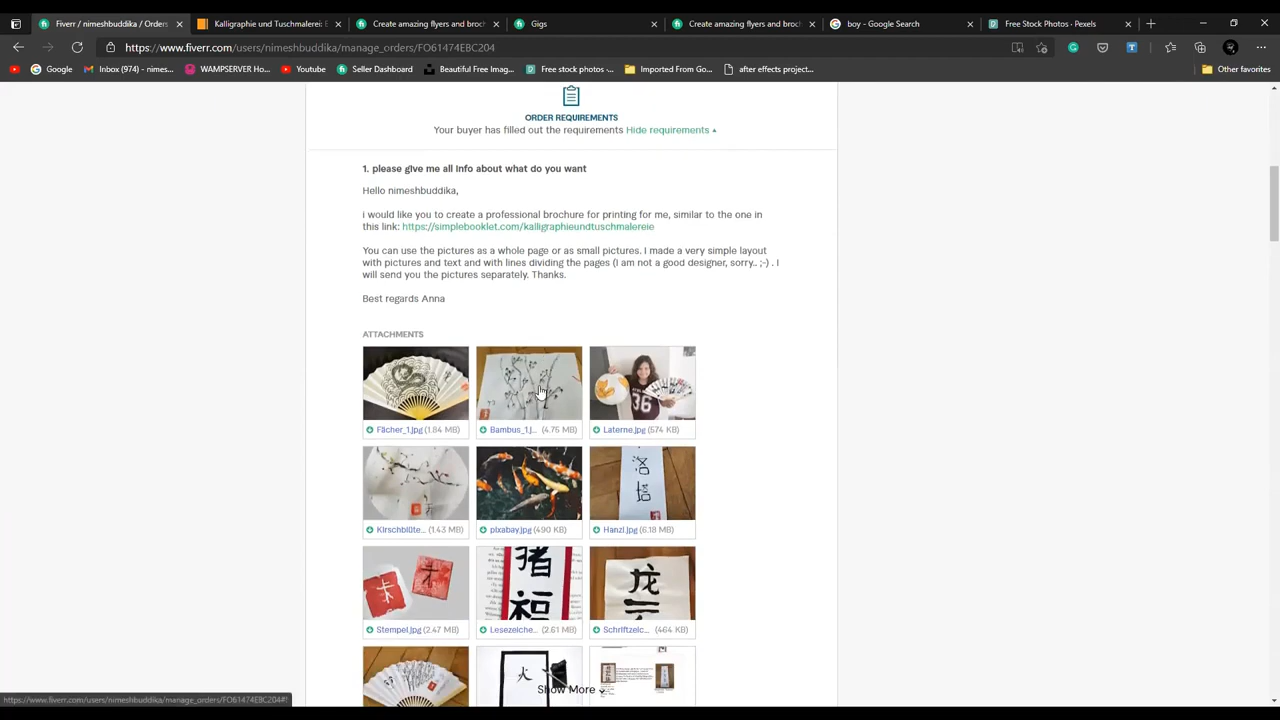 Fiverr / nimeshbuddika / Orders
Kalligraphie und Tuschmalerei: E
Create amazing flyers and broch
Gigs
Create amazing flyers and broch
boy - Google Search
Free Stock Photos - Pexels
https://www.fiverr.com/users/nimeshbuddika/manage_orders/FO61474EBC204
Google
Inbox (974) - nimes...
WAMPSERVER Ho...
Youtube
Seller Dashboard
Beautiful Free Imag...
Free stock photos -...
Imported From Go...
after effects project...
Other favorites
ORDER REQUIREMENTS
Your buyer has filled out the requirements Hide requirements
1. please give me all info about what do you want
Hello nimeshbuddika,
i would like you to create a professional brochure for printing for me, similar to the one in
this link: https://simplebooklet.com/kalligraphieundtuschmalereie
You can use the pictures as a whole page or as small pictures. I made a very simple layout
with pictures and text and with lines dividing the pages (I am not a good designer, sorry.. ;-) . I
will send you the pictures separately. Thanks.
Best regards Anna
ATTACHMENTS
36
Fächer_1.jpg (1.84 MB)
Bambus_1.j... (4.75 MB)
Laterne.jpg (574 KB)
Kirschblüte... (1.43 MB)
pixabay.jpg (490 KB)
Hanzi.jpg (6.18 MB)
猪
福
龙
Stempel.jpg (2.47 MB)
Lesezeiche... (2.61 MB)
Schriftzeic... (464 KB)
火
Show More
https://www.fiverr.com/users/nimeshbuddika/manage_orders/FO61474EBC204#